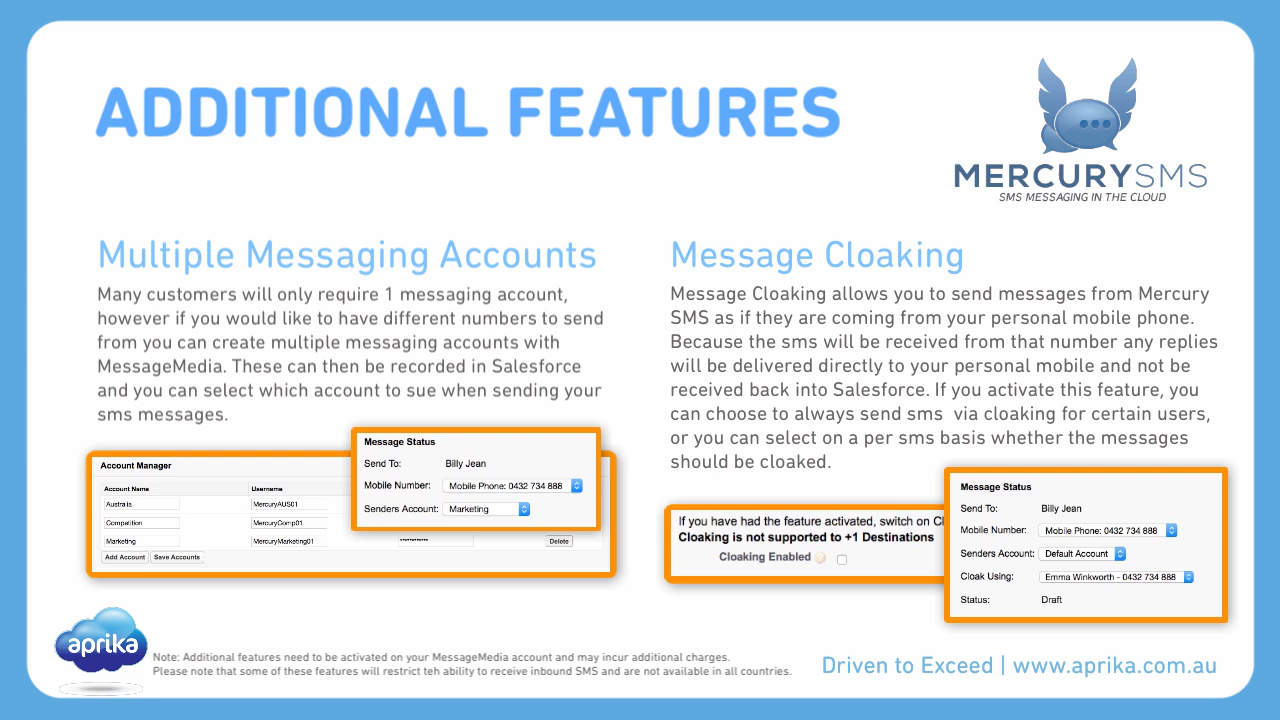 ADDITIONAL FEATURES
MERCURYSMS
SMS MESSAGING IN THE CLOUD
Multiple Messaging Accounts
Many customers will only require 1 messaging account,
however if you would like to have different numbers to send
from you can create multiple messaging accounts with
MessageMedia. These can then be recorded in Salesforce
and you can select which account to sue when sending your
sms messages.
Account Manager
Account Name Username
Australia MercuryAUS01
Competition MercuryComp01
Marketing MercuryMarketing01 Delete
Add Account Save Accounts
Message Status
Send To: Billy Jean
Mobile Number: Mobile Phone: 0432 734 888
Senders Account: Marketing
Message Cloaking
Message Cloaking allows you to send messages from Mercury
SMS as if they are coming from your personal mobile phone.
Because the sms will be received from that number any replies
will be delivered directly to your personal mobile and not be
received back into Salesforce. If you activate this feature, you
can choose to always send sms via cloaking for certain users,
or you can select on a per sms basis whether the messages
should be cloaked.
If you have had the feature activated, switch on Cl
Cloaking is not supported to +1 Destinations
Cloaking Enabled ?
Message Status
Send To: Billy Jean
Mobile Number: Mobile Phone: 0432 734 888
Senders Account: Default Account
Cloak Using: Emma Winkworth - 0432 734 888
Status: Draft
aprika
Note: Additional features need to be activated on your MessageMedia account and may incur additional charges.
Please note that some of these features will restrict teh ability to receive inbound SMS and are not available in all countries.
Driven to Exceed | www.aprika.com.au